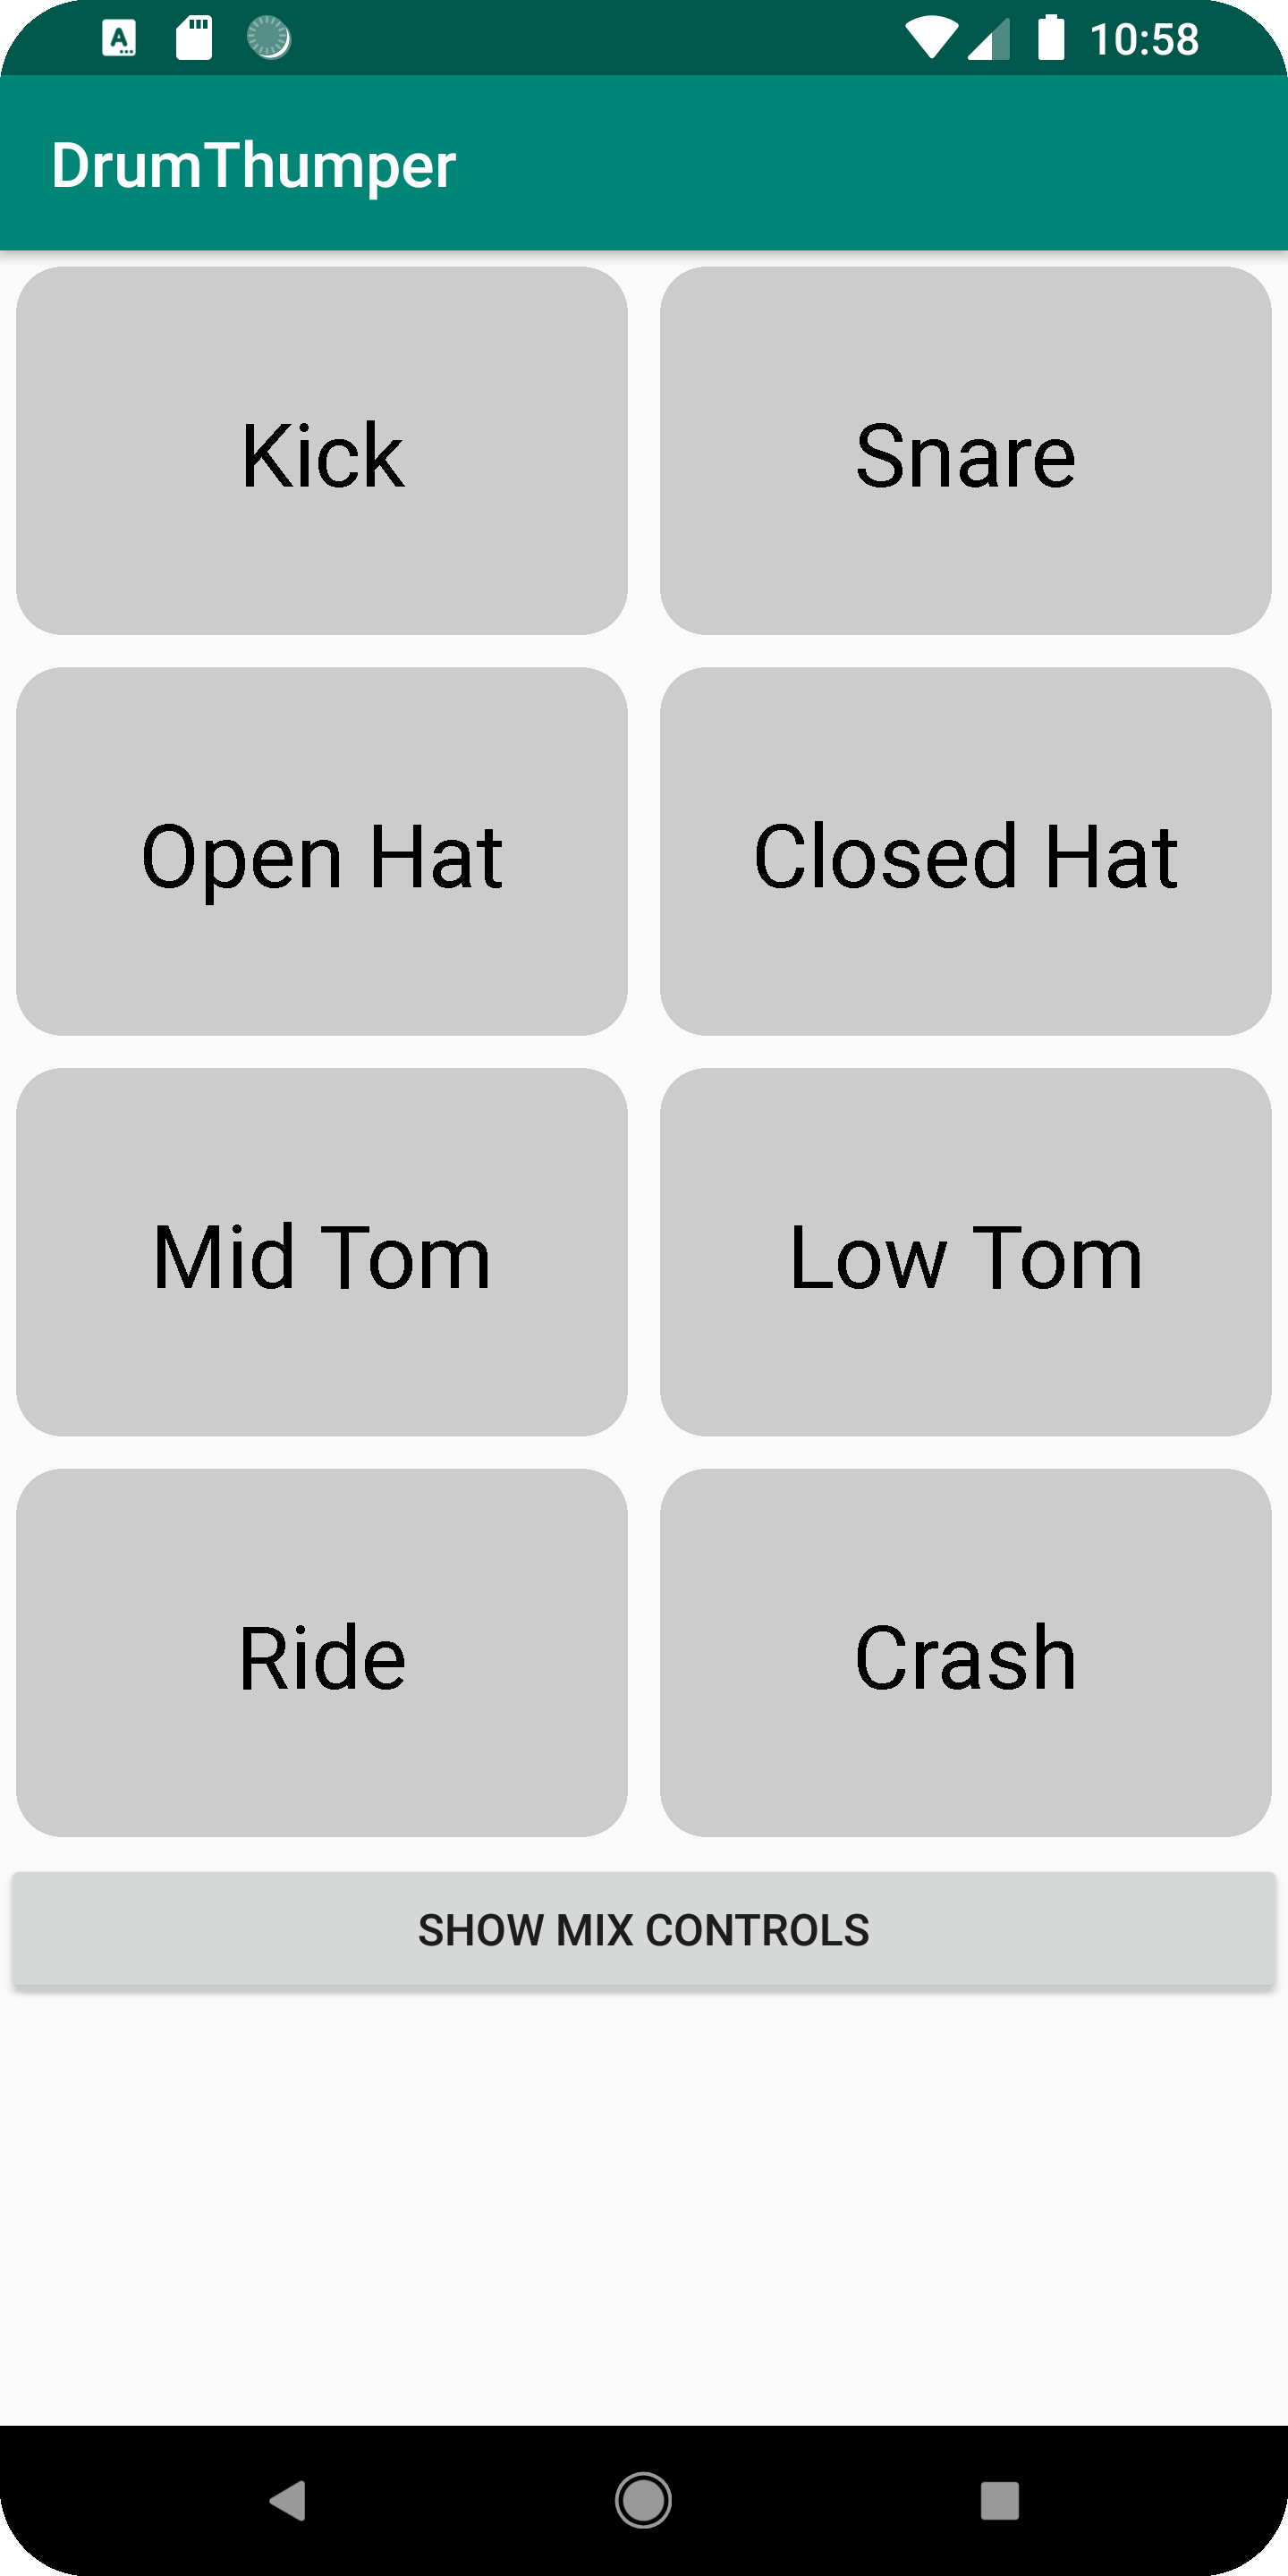 10:58
DrumThumper
Kick
Snare
Open Hat
Closed Hat
Mid Tom
Low Tom
Ride
Crash
SHOW MIX CONTROLS